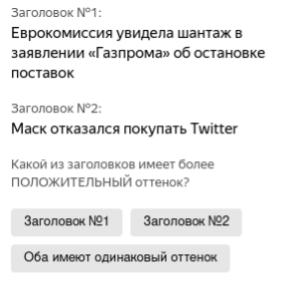 Заголовок №1:
Еврокомиссия увидела шантаж в
заявлении «Газпрома» об остановке
поставок
Заголовок №2:
Маск отказался покупать Twitter
Какой из заголовков имеет более
ПОЛОЖИТЕЛЬНЫЙ оттенок?
Заголовок №1 Заголовок №2
Оба имеют одинаковый оттенок